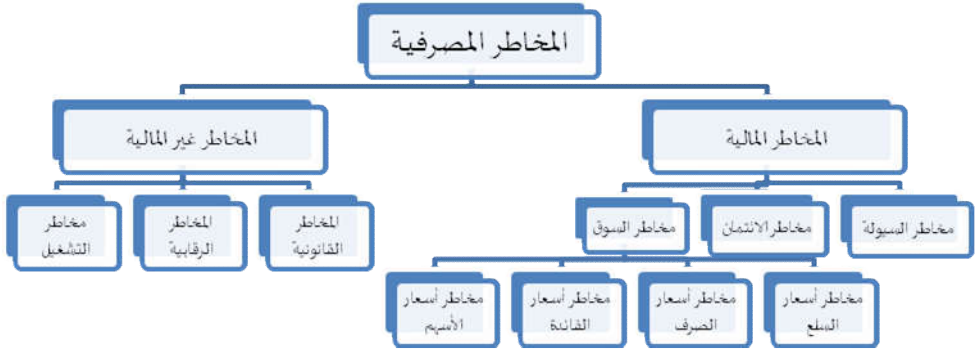 المخاطر المصرفية
المخاطر المالية
المخاطر غير المالية
مخاطر السيولة
مخاطر الائتمان
مخاطر السوق
المخاطر
القانونية
المخاطر
الرقابية
مخاطر
التشغيل
مخاطر أسعار
السلع
مخاطر أسعار
الصرف
مخاطر أسعار
الفائدة
مخاطر أسعار
الأسهم